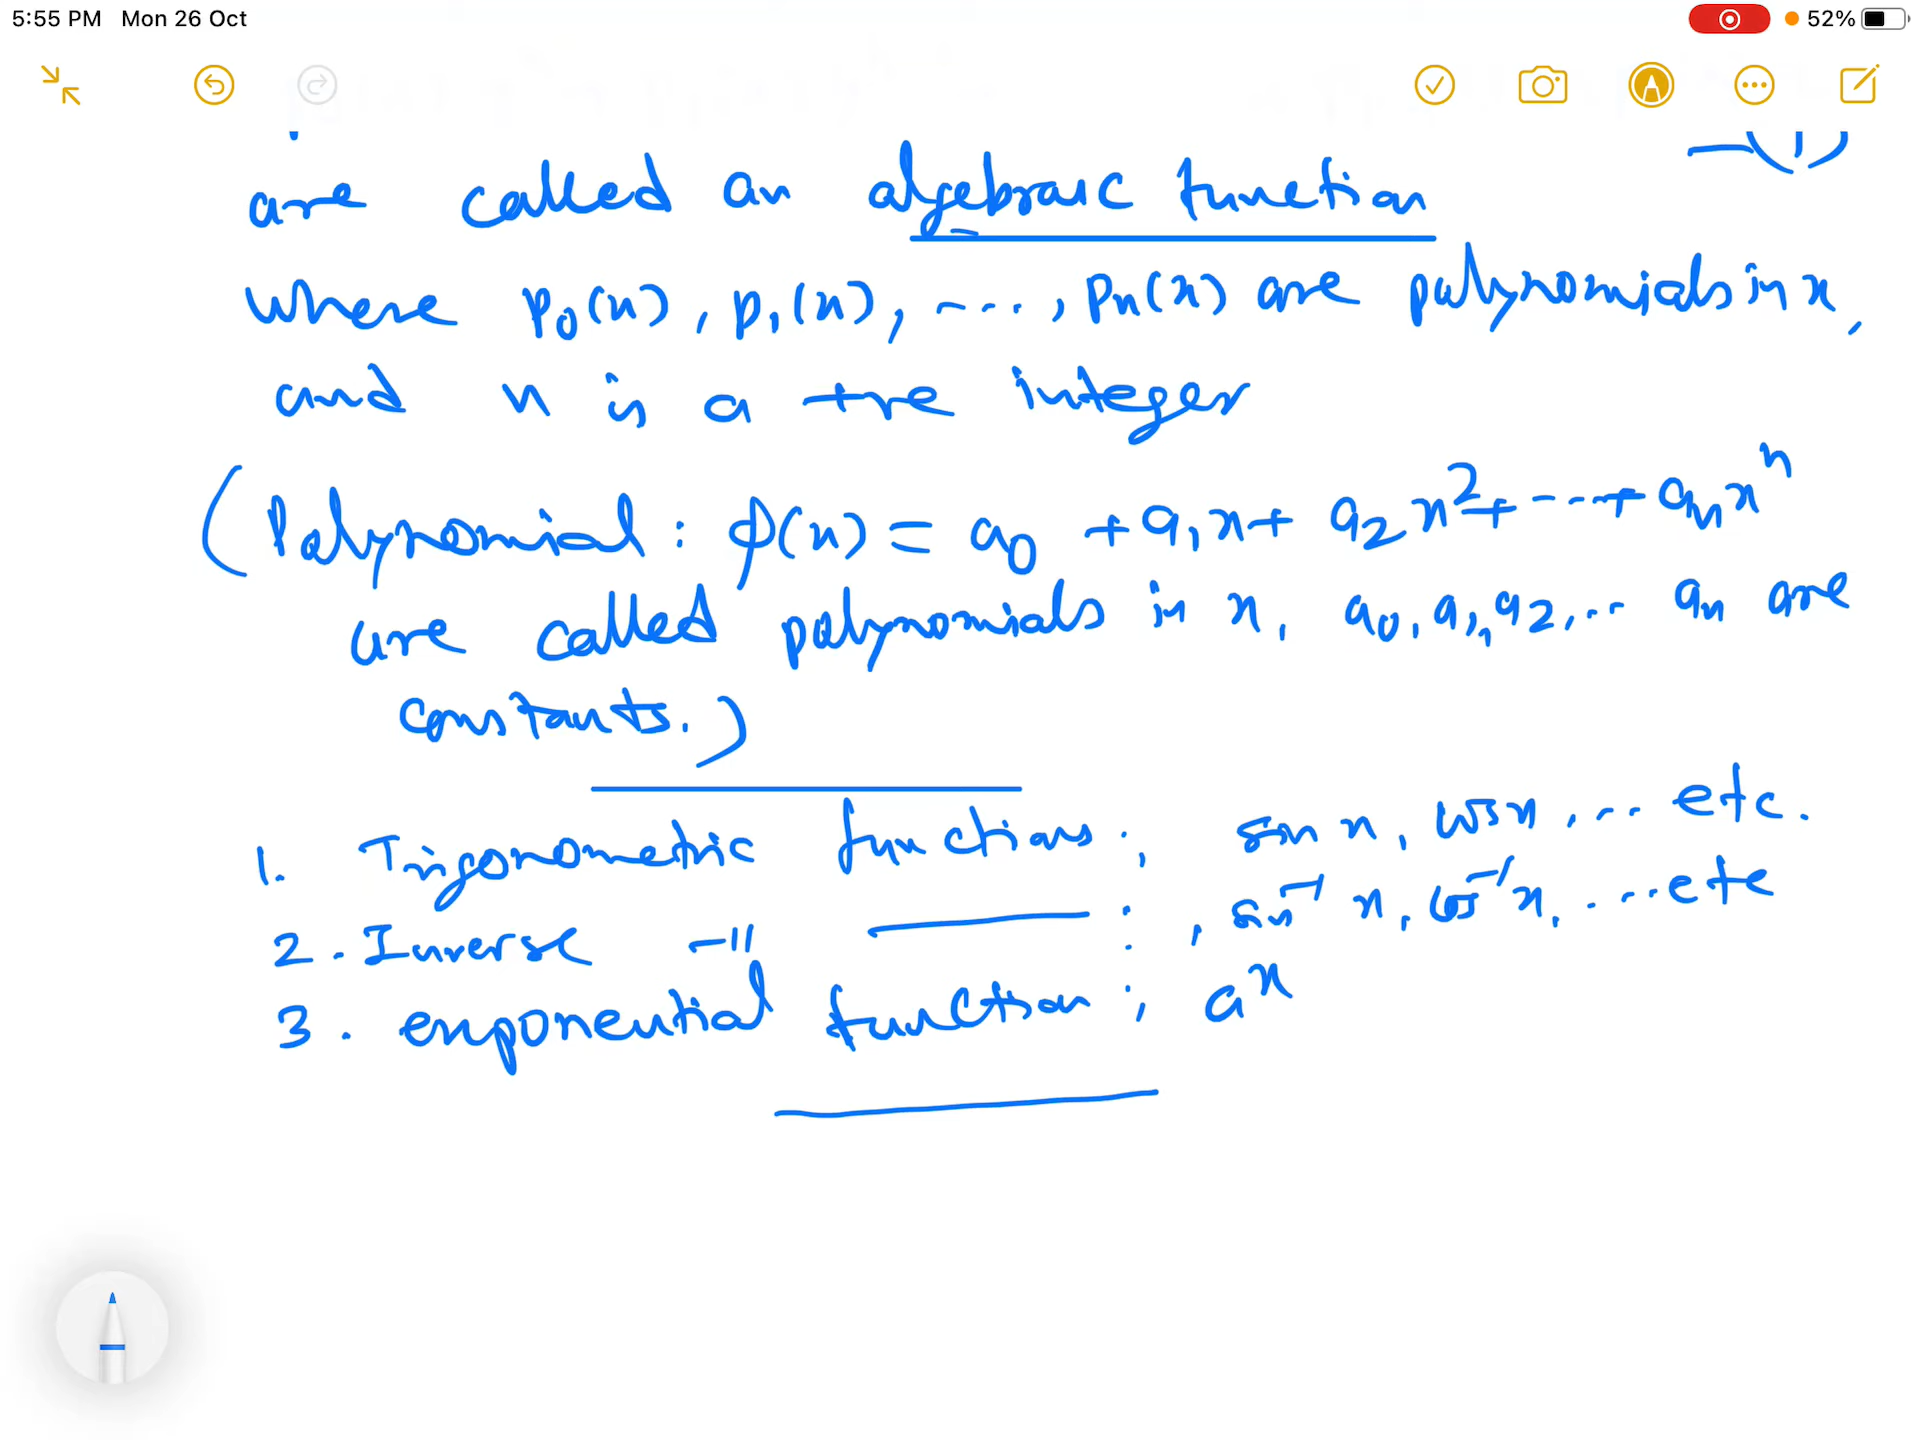 5:55 PM Mon 26 Oct 52%
—(1)
are called an algebraic function
where p₀(x), p₁(x), ---, pₙ(x) are polynomials in x,
and n is a +ve integer
(Polynomial: φ(x) = a₀ + a₁x + a₂x² + --- + aₙxⁿ
are called polynomials in x, a₀, a₁, a₂, .. aₙ are
constants.)
1. Trigonometric functions:, sin x, cos x, ... etc.
2. Inverse —11— : , sin⁻¹ x, cos⁻¹ x, ... etc
3. exponential function:, aˣ